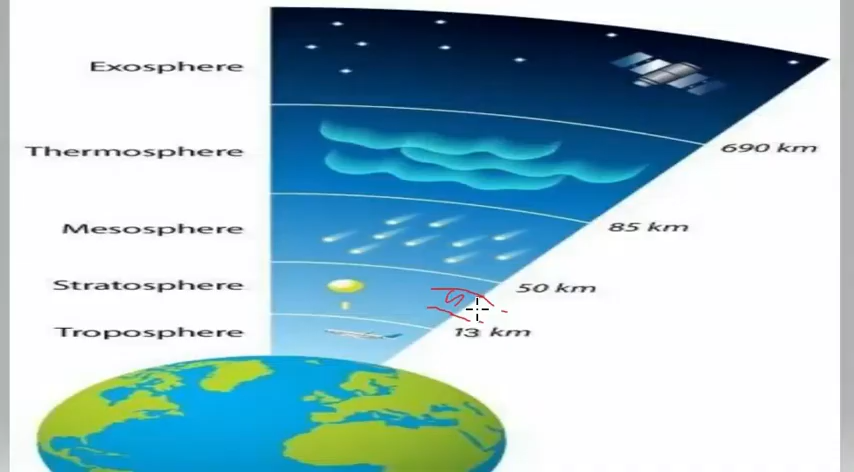 Exosphere
690 km
Thermosphere
85 km
Mesosphere
50 km
Stratosphere
13 km
Troposphere